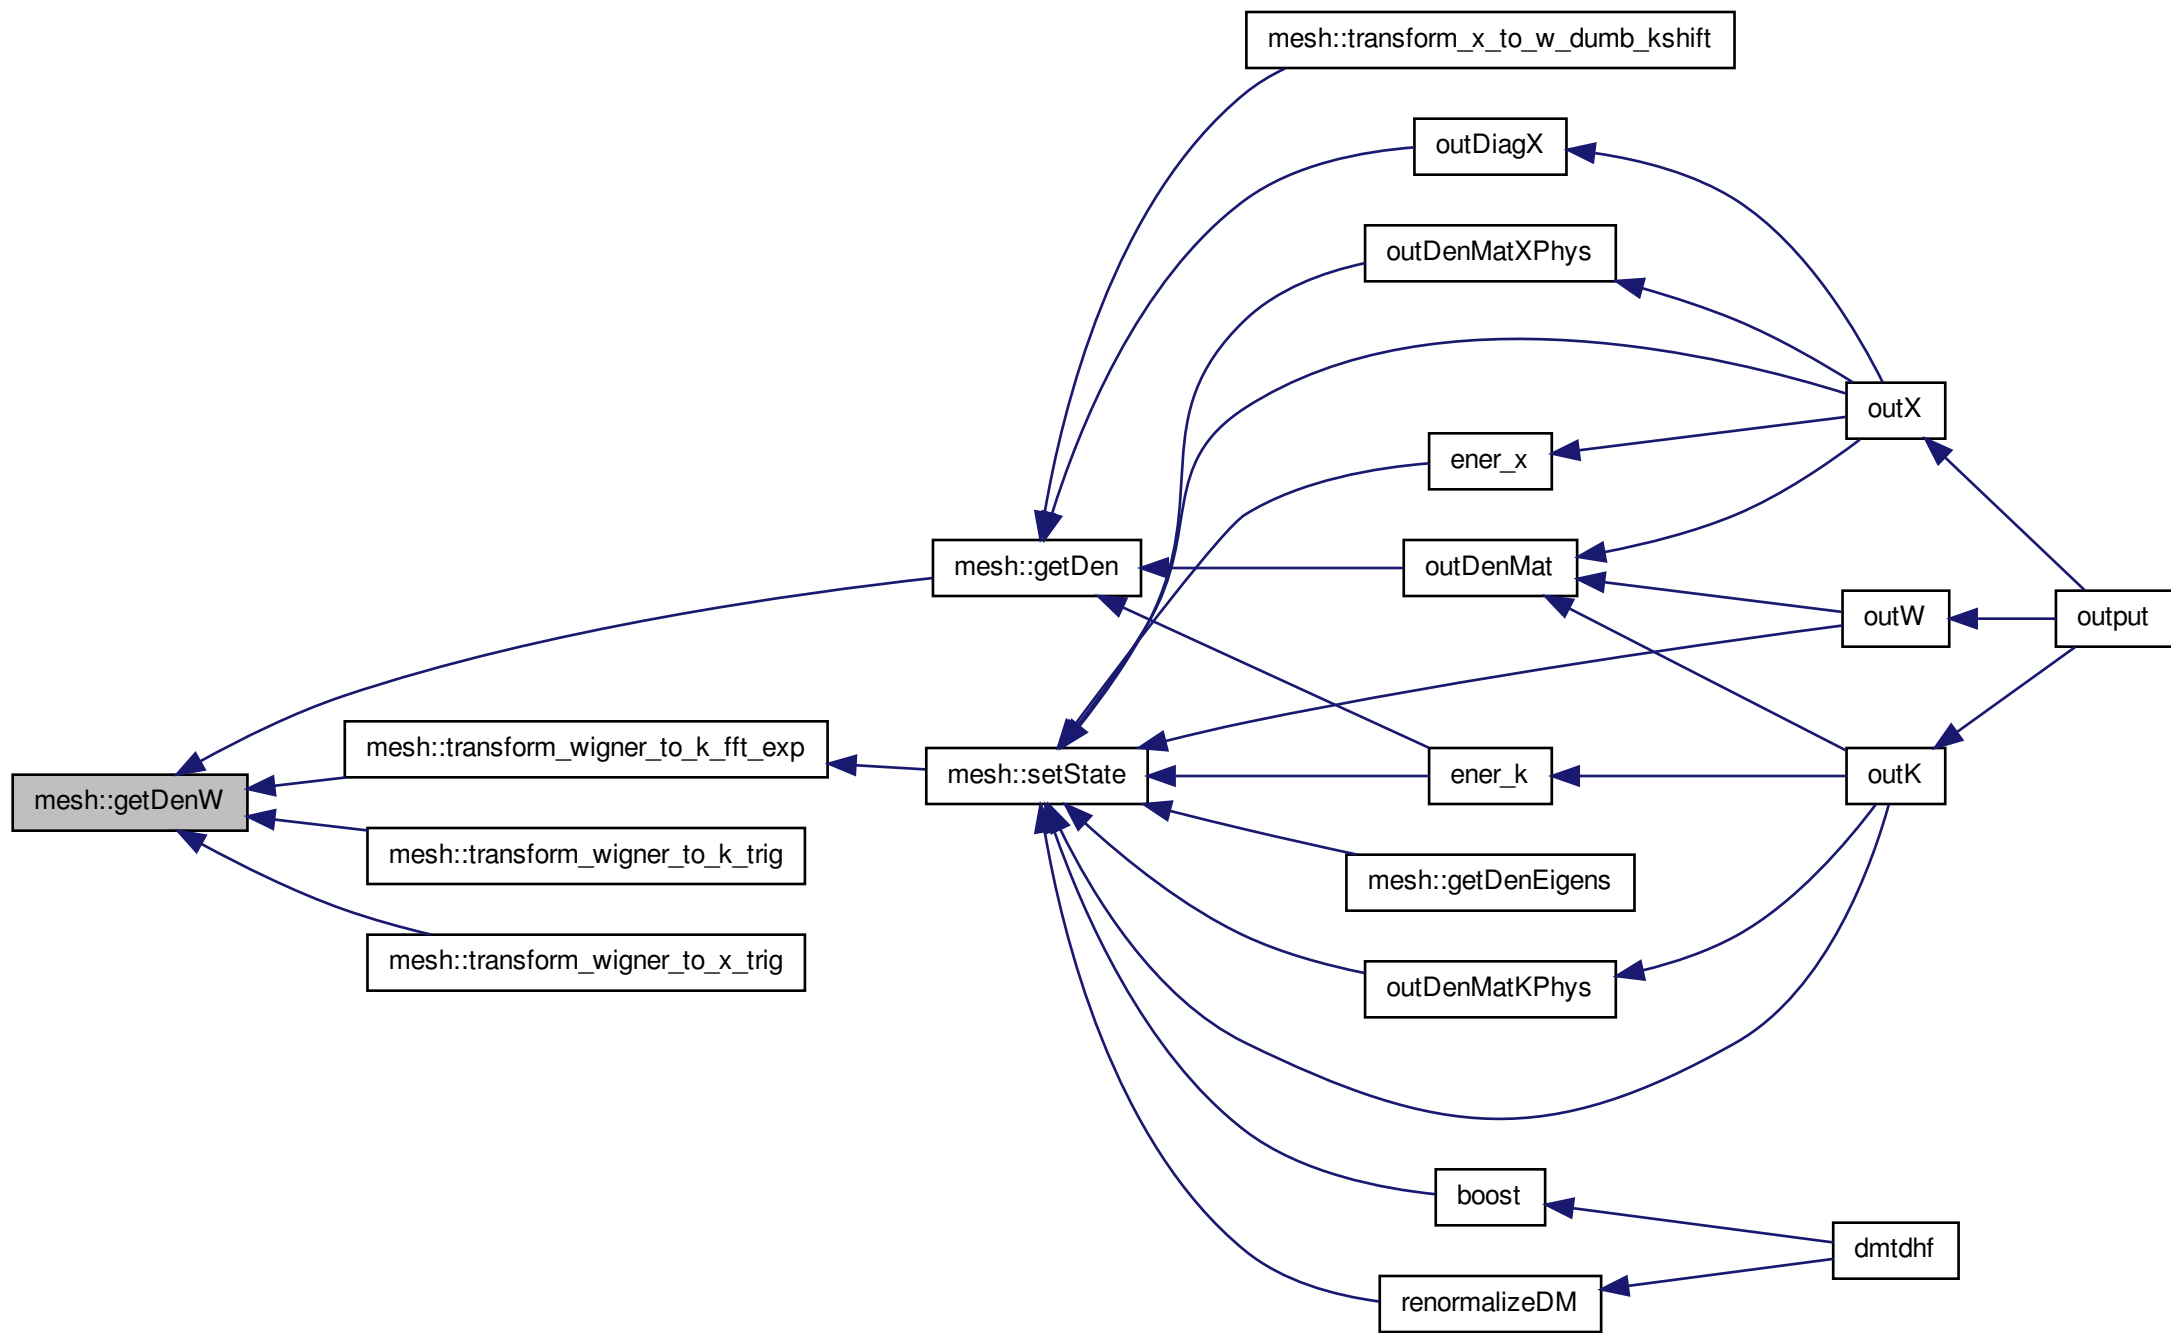 mesh::transform_x_to_w_dumb_kshift
outDiagX
outDenMatXPhys
outX
ener_x
mesh::getDen
outDenMat
outW
output
mesh::transform_wigner_to_k_fft_exp
mesh::setState
ener_k
outK
mesh::getDenW
mesh::transform_wigner_to_k_trig
mesh::getDenEigens
mesh::transform_wigner_to_x_trig
outDenMatKPhys
boost
dmtdhf
renormalizeDM